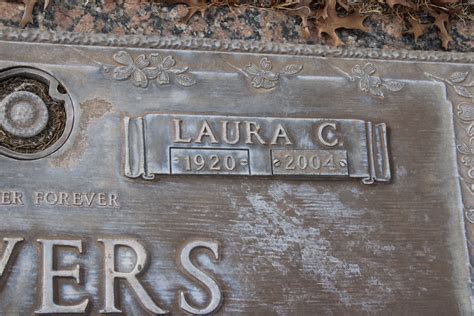 LAURA C.
1920 2004
ER FOREVER
VERS